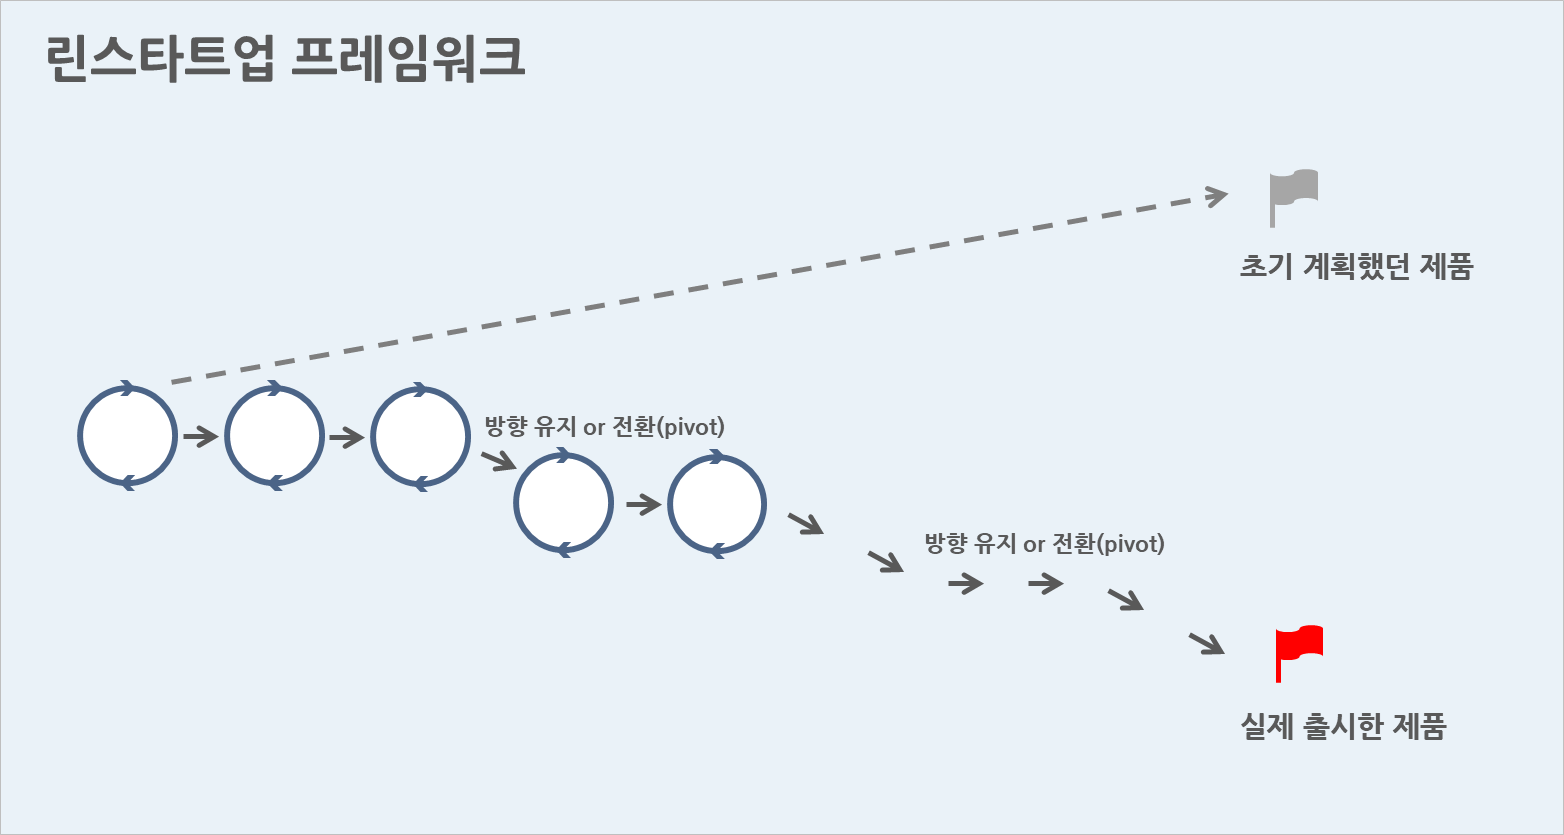 린스타트업 프레임워크
초기 계획했던 제품
방향 유지 or 전환(pivot)
방향 유지 or 전환(pivot)
실제 출시한 제품